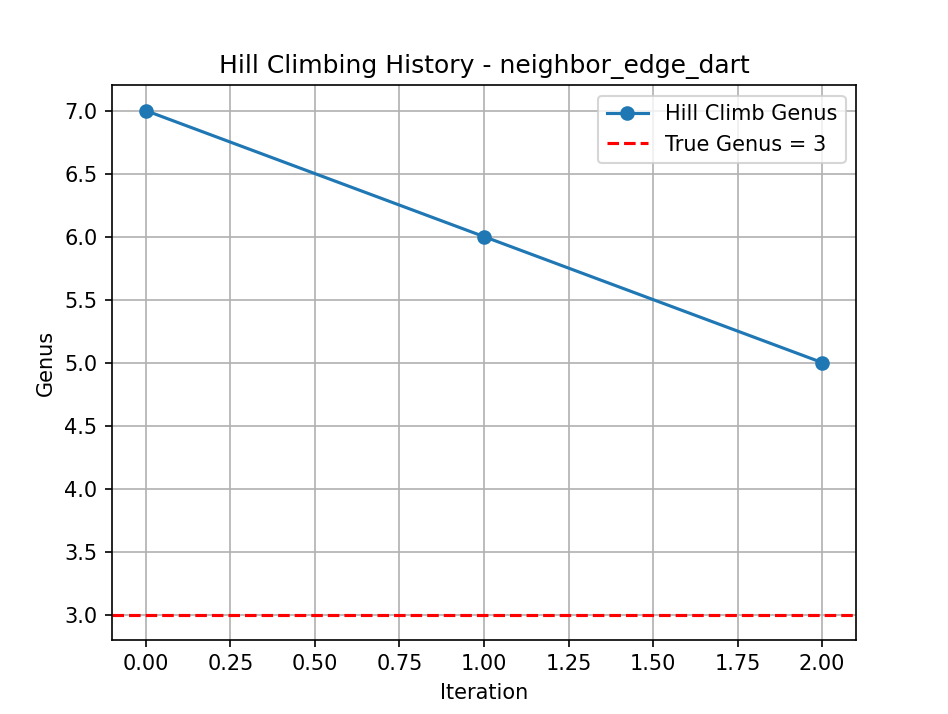 Hill Climbing History - neighbor_edge_dart
Hill Climb Genus
True Genus = 3
Genus
7.0
6.5
6.0
5.5
5.0
4.5
4.0
3.5
3.0
0.00 0.25 0.50 0.75 1.00 1.25 1.50 1.75 2.00
Iteration